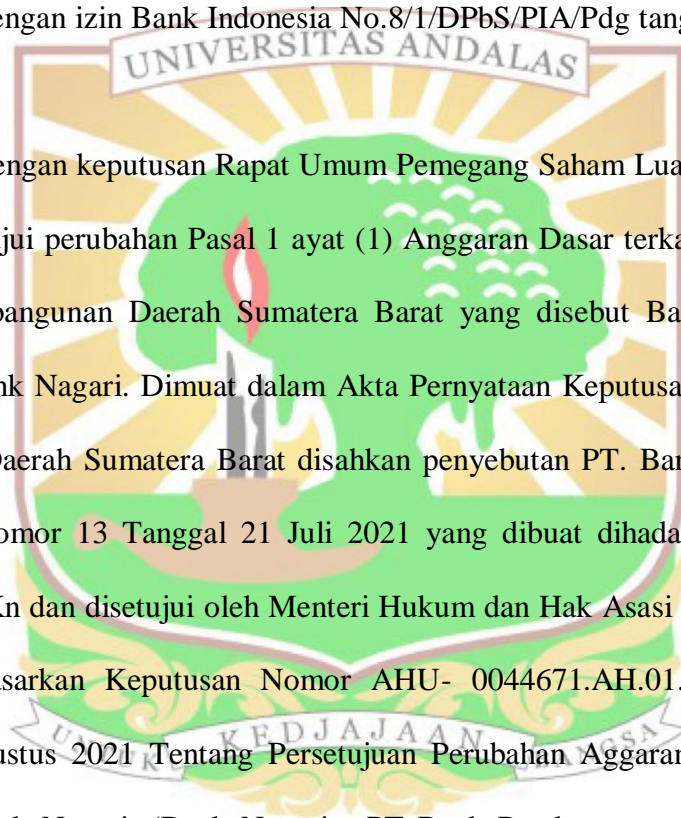 engan izin Bank Indonesia No.8/1/DPbS/PIA/Pdg tang
UNIVERSITAS ANDALAS
engan keputusan Rapat Umum Pemegang Saham Lua
jui perubahan Pasal 1 ayat (1) Anggaran Dasar terka
bangunan Daerah Sumatera Barat yang disebut Ba
nk Nagari. Dimuat dalam Akta Pernyataan Keputusa
Daerah Sumatera Barat disahkan penyebutan PT. Ban
omor 13 Tanggal 21 Juli 2021 yang dibuat dihada
Kn dan disetujui oleh Menteri Hukum dan Hak Asasi
asarkan Keputusan Nomor AHU- 0044671.AH.01.
ustus 2021 Tentang Persetujuan Perubahan Aggaran
UNTUK KEDJAJAAN BANGSA